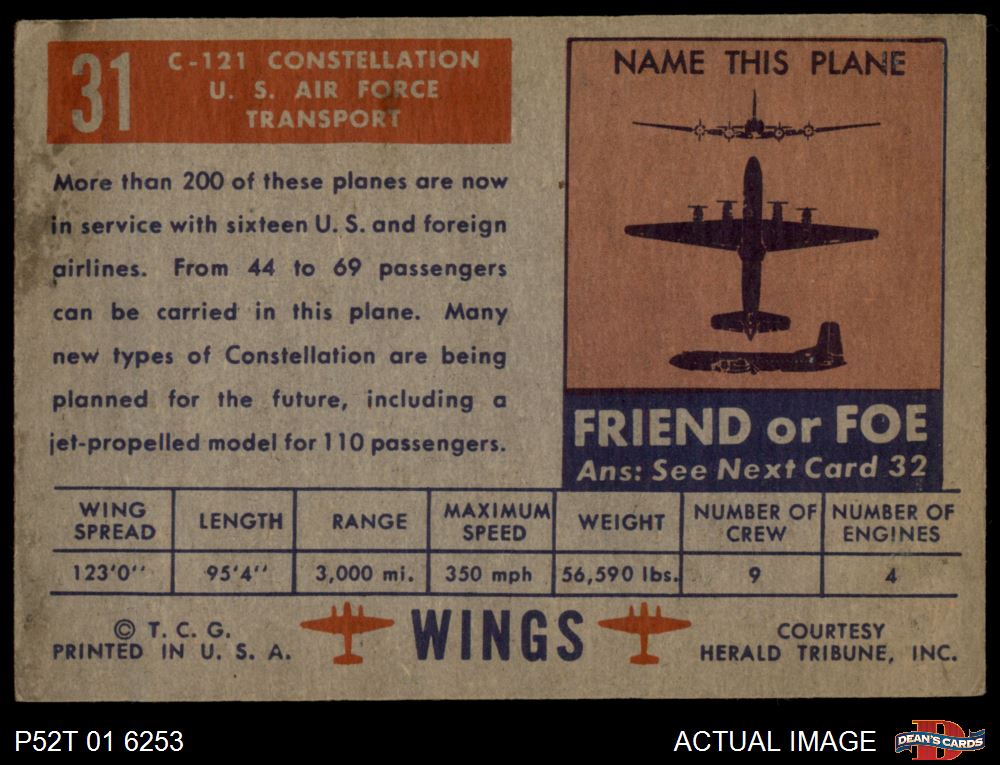 31
C-121 CONSTELLATION
U. S. AIR FORCE
TRANSPORT
More than 200 of these planes are now
in service with sixteen U. S. and foreign
airlines. From 44 to 69 passengers
can be carried in this plane. Many
new types of Constellation are being
planned for the future, including a
jet-propelled model for 110 passengers.
NAME THIS PLANE
FRIEND or FOE
Ans: See Next Card 32
WING SPREAD
LENGTH
RANGE
MAXIMUM SPEED
WEIGHT
NUMBER OF CREW
NUMBER OF ENGINES
123'0''
95'4''
3,000 mi.
350 mph
56,590 lbs.
9
4
© T. C. G.
PRINTED IN U. S. A.
WINGS
COURTESY
HERALD TRIBUNE, INC.
P52T 01 6253
ACTUAL IMAGE
D
DEAN'S CARDS